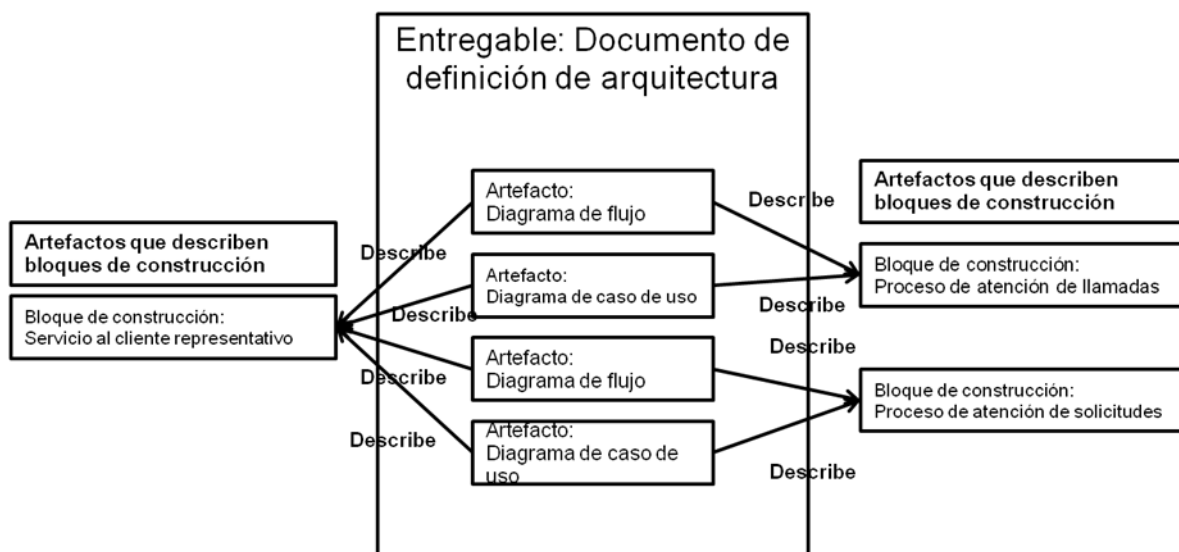 Entregable: Documento de
definición de arquitectura
Artefactos que describen
bloques de construcción
Bloque de construcción:
Servicio al cliente representativo
Describe
Describe
Describe
Describe
Artefacto:
Diagrama de flujo
Artefacto:
Diagrama de caso de uso
Artefacto:
Diagrama de flujo
Artefacto:
Diagrama de caso de
uso
Describe
Describe
Describe
Describe
Artefactos que describen
bloques de construcción
Bloque de construcción:
Proceso de atención de llamadas
Bloque de construcción:
Proceso de atención de solicitudes